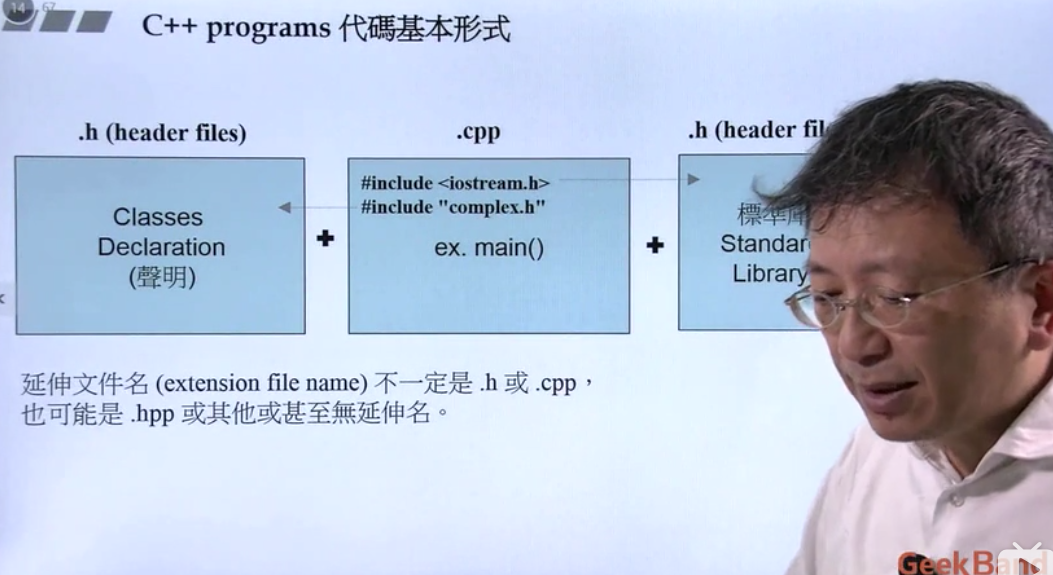 14
67
C++ programs 代碼基本形式
.h (header files)
.cpp
.h (header
Classes
Declaration
(聲明)
+
#include <iostream.h>
#include "complex.h"
ex. main()
+
標準庫
Library
延伸文件名 (extension file name) 不一定是 .h 或 .cpp，
也可能是 .hpp 或其他或甚至無延伸名。
GeekBand